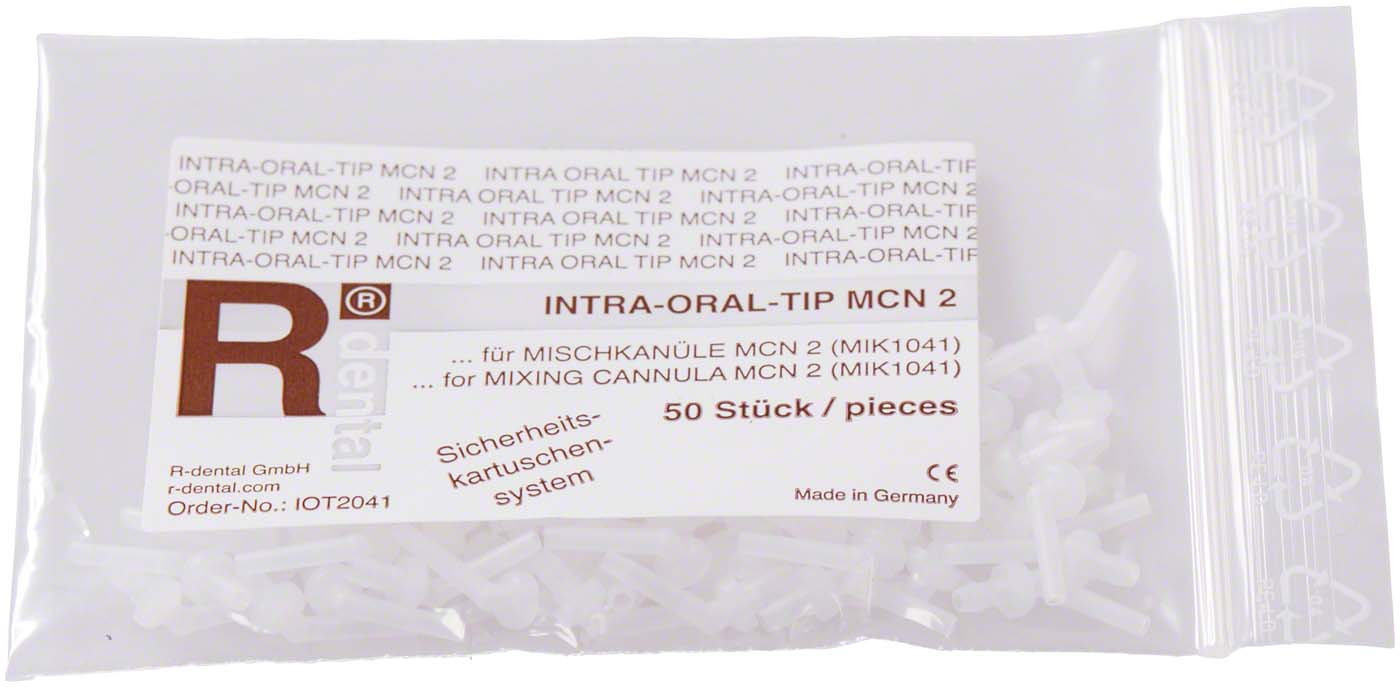 INTRA-ORAL-TIP MCN 2 INTRA ORAL TIP MCN 2 INTRA-ORAL-TIP
-ORAL-TIP MCN 2 INTRA ORAL TIP MCN 2 INTRA-ORAL-TIP MCN 2
INTRA-ORAL-TIP MCN 2 INTRA ORAL TIP MCN 2 INTRA-ORAL-TIP
-ORAL-TIP MCN 2 INTRA ORAL TIP MCN 2 INTRA-ORAL-TIP MCN 2
INTRA-ORAL-TIP MCN 2 INTRA ORAL TIP MCN 2 INTRA-ORAL-TIP
R®
dental
INTRA-ORAL-TIP MCN 2
... für MISCHKANÜLE MCN 2 (MIK1041)
... for MIXING CANNULA MCN 2 (MIK1041)
50 Stück / pieces
Sicherheits-
kartuschen-
system
R-dental GmbH
r-dental.com
Order-No.: IOT2041
CE
Made in Germany